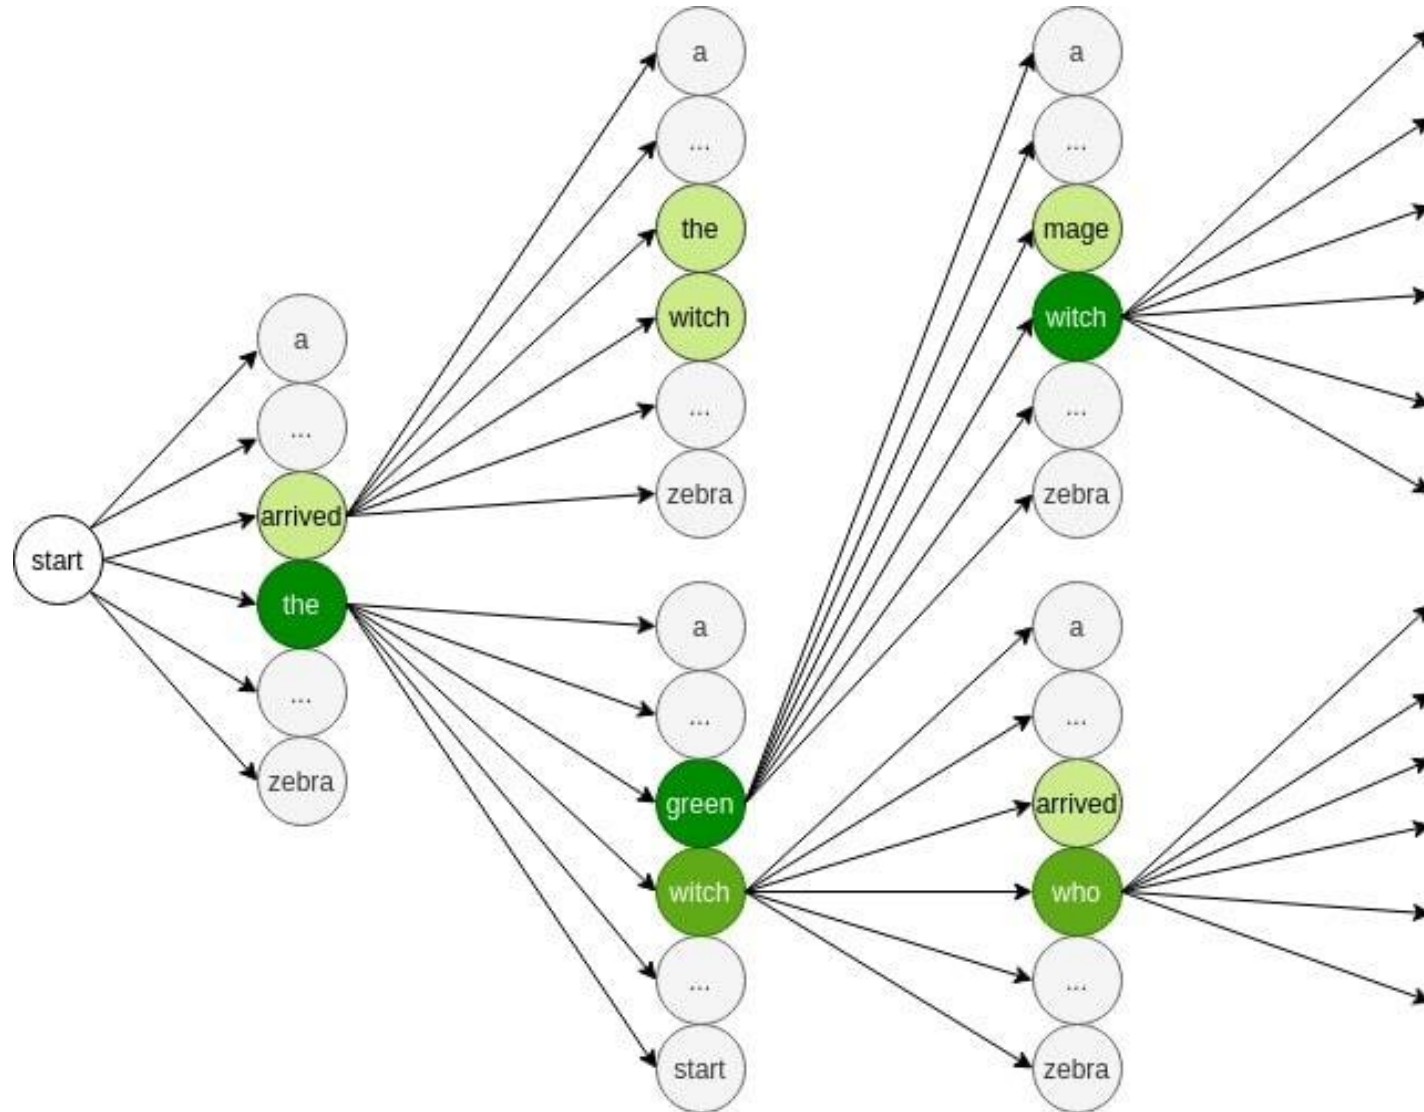 start
a
...
arrived
the
...
zebra
a
...
the
witch
...
zebra
a
...
green
witch
...
start
a
...
mage
witch
...
zebra
a
...
arrived
who
...
zebra